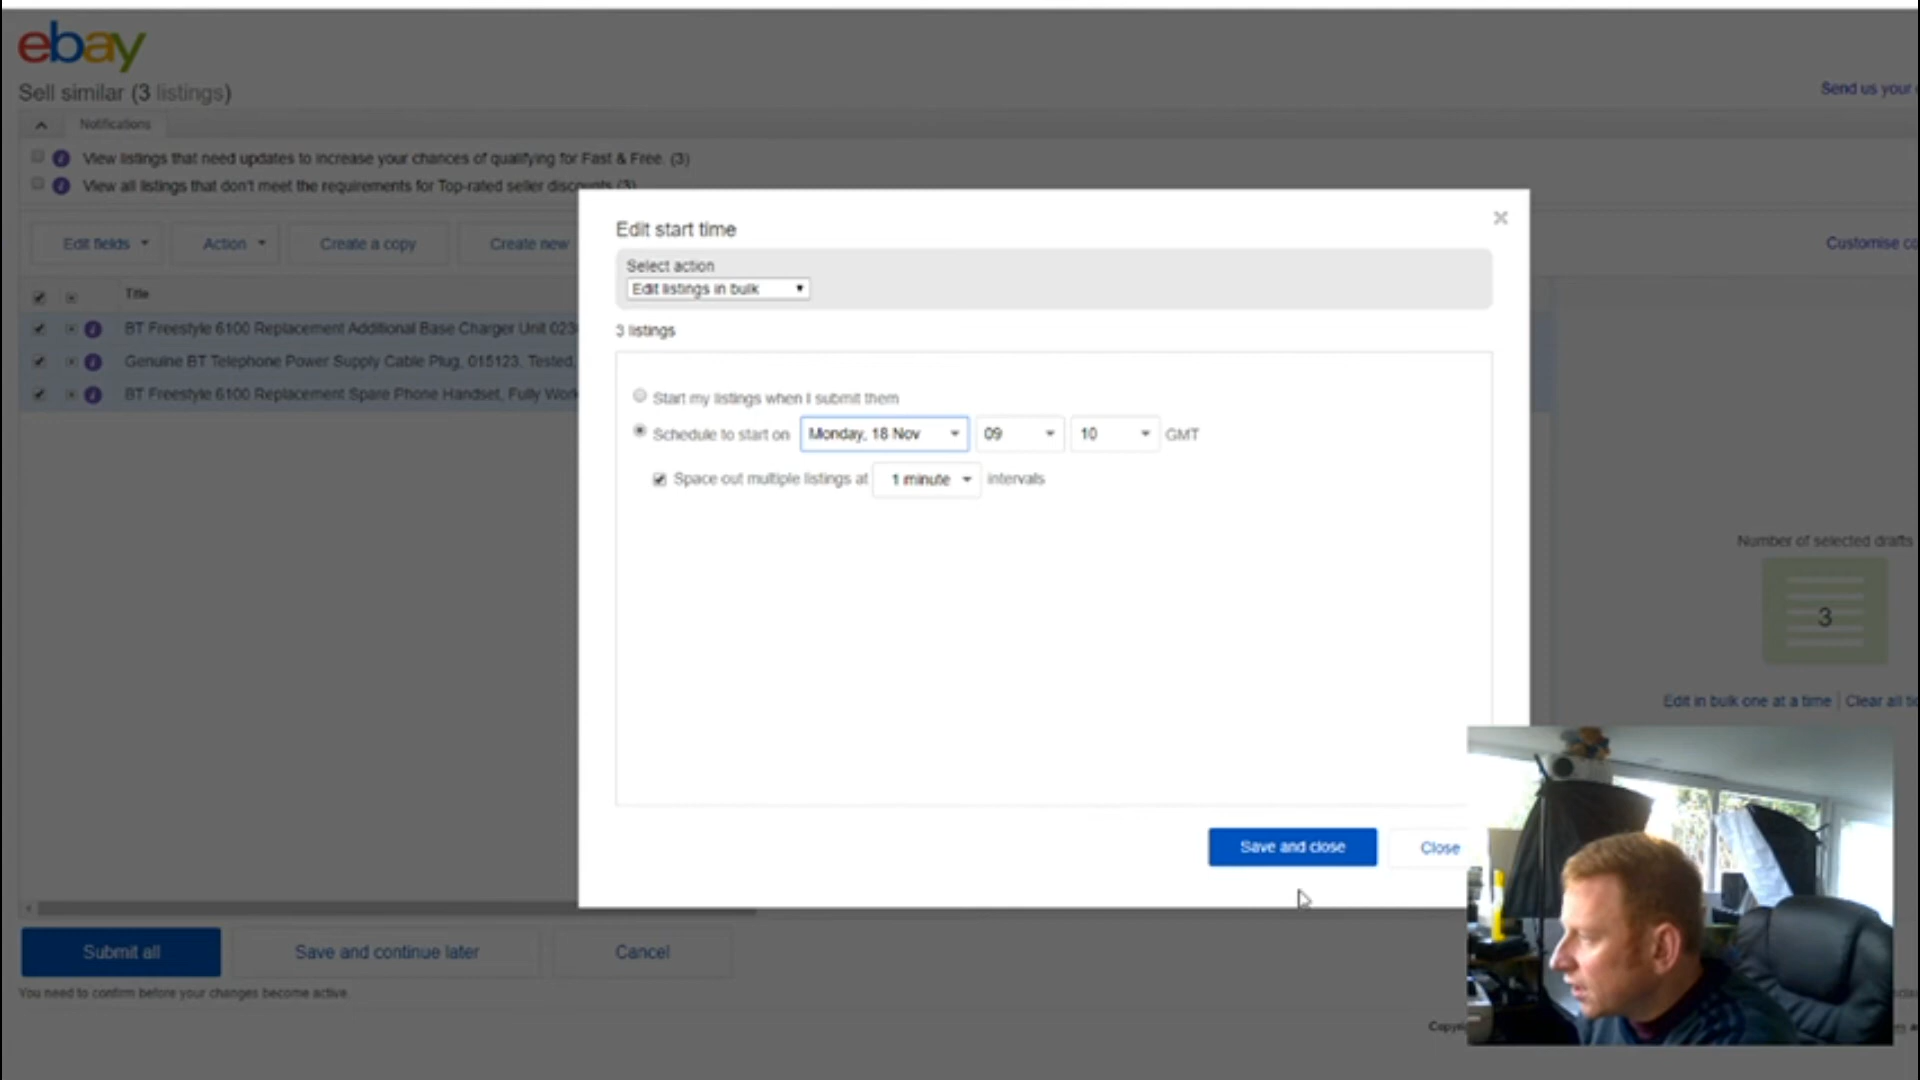 ebay
Sell similar (3 listings)
Send us your
Notifications
View listings that need updates to increase your chances of qualifying for Fast & Free. (3)
View all listings that don't meet the requirements for Top-rated seller discounts (3)
Edit fields
Action
Create a copy
Create new
Customise
Title
BT Freestyle 6100 Replacement Additional Base Charger Unit
Genuine BT Telephone Power Supply Cable Plug, 015123, Tested,
BT Freestyle 6100 Replacement Spare Phone Handset, Fully
Edit start time
Select action
Edit listings in bulk
3 listings
Start my listings when I submit them
Schedule to start on Monday, 18 Nov 09 10 GMT
Space out multiple listings at 1 minute intervals
Save and close
Close
Number of selected drafts
3
Edit in bulk one at a time | Clear all
Submit all
Save and continue later
Cancel
You need to confirm before your changes become active.